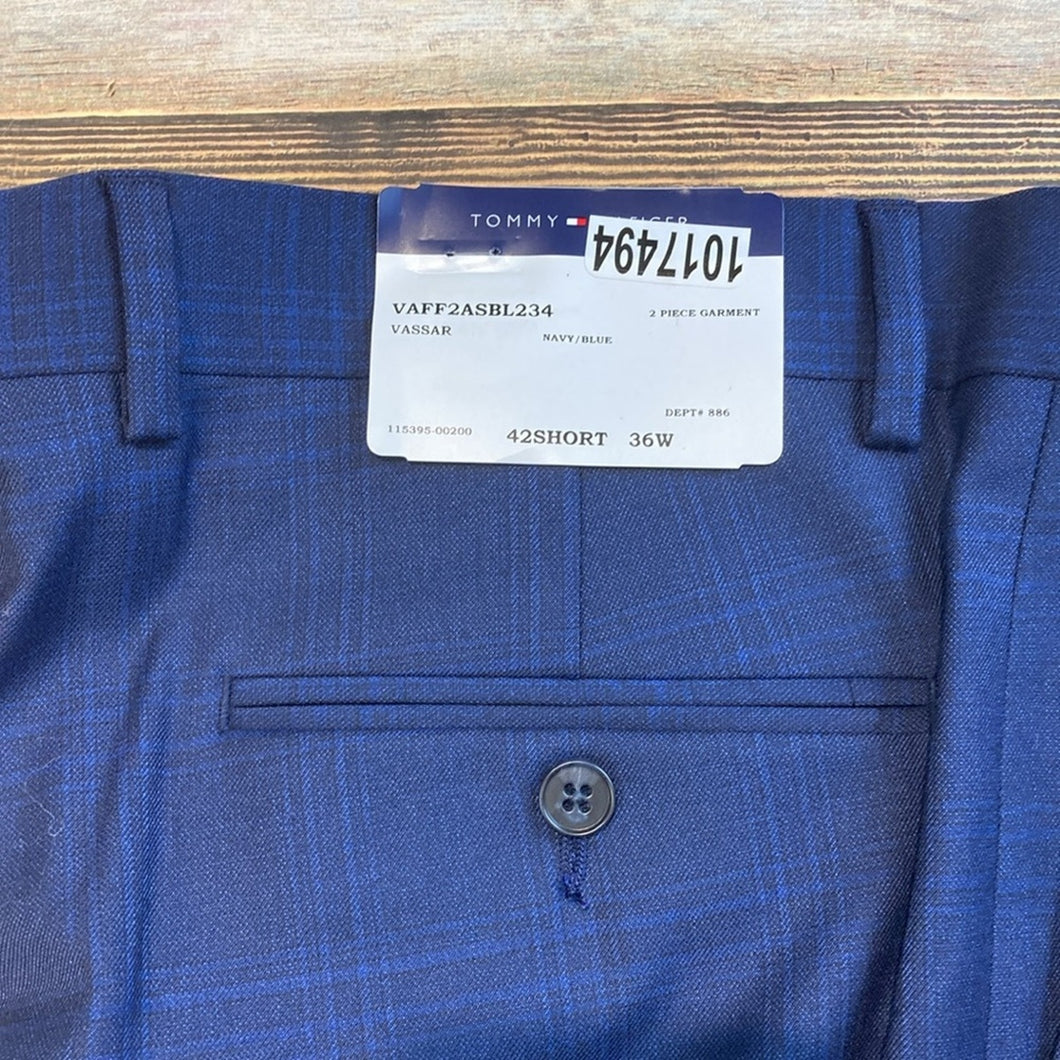 TOMMY
1017494
VAFF2ASBL234 2 PIECE GARMENT
VASSAR
NAVY/BLUE
DEPT# 886
115395-00200 42SHORT 36W